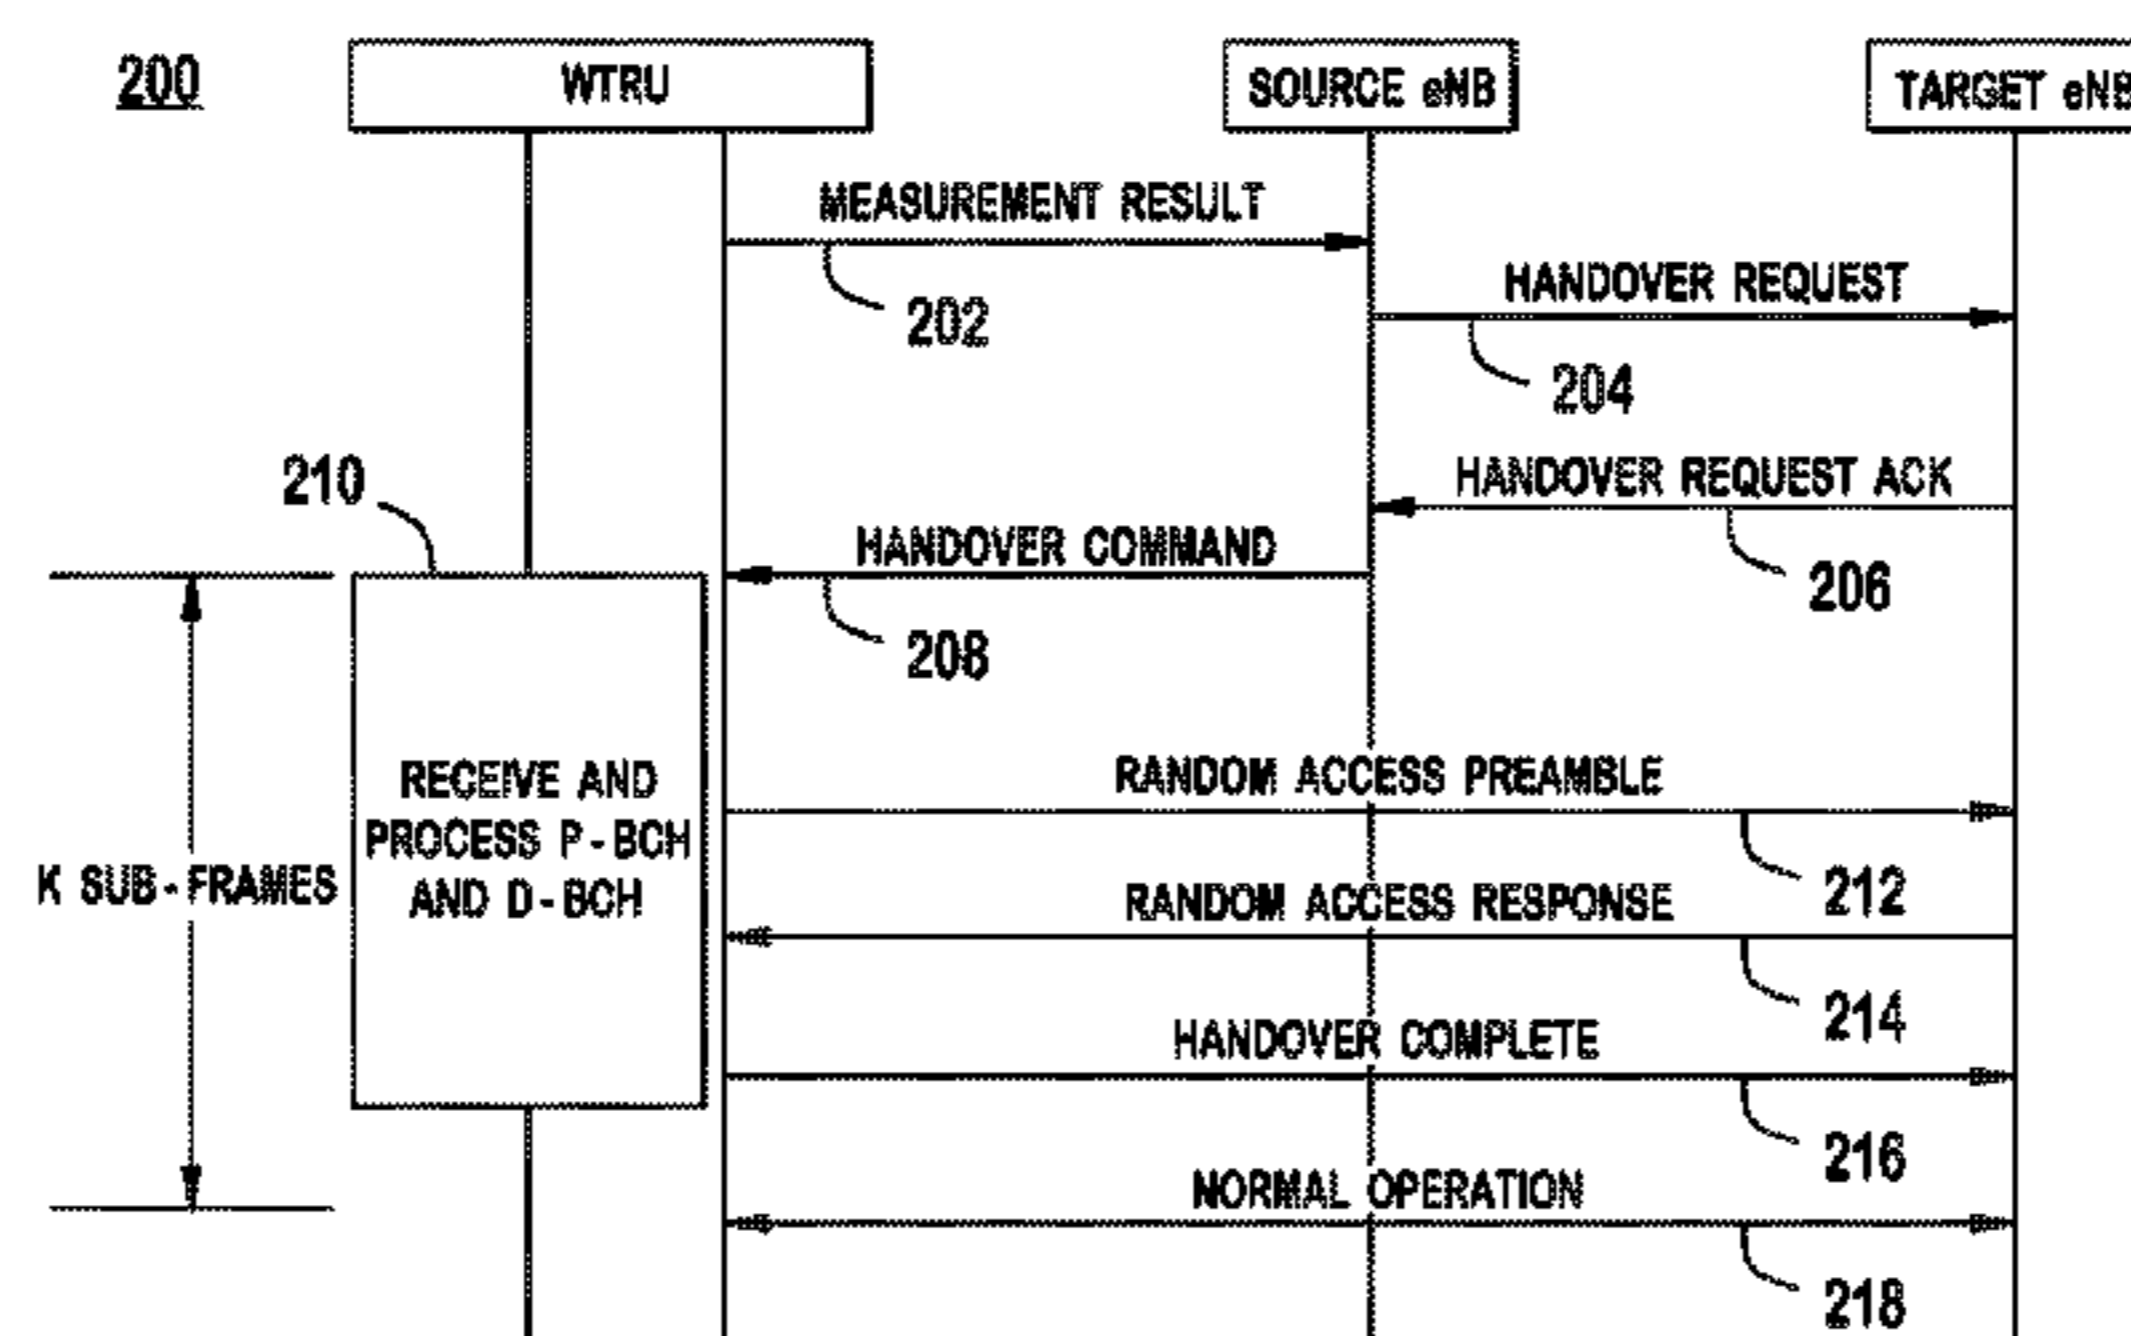 200
WTRU
SOURCE eNB
TARGET eNB
MEASUREMENT RESULT
202
HANDOVER REQUEST
204
HANDOVER REQUEST ACK
206
210
HANDOVER COMMAND
208
K SUB-FRAMES
RECEIVE AND
PROCESS P-BCH
AND D-BCH
RANDOM ACCESS PREAMBLE
212
RANDOM ACCESS RESPONSE
214
HANDOVER COMPLETE
216
NORMAL OPERATION
218